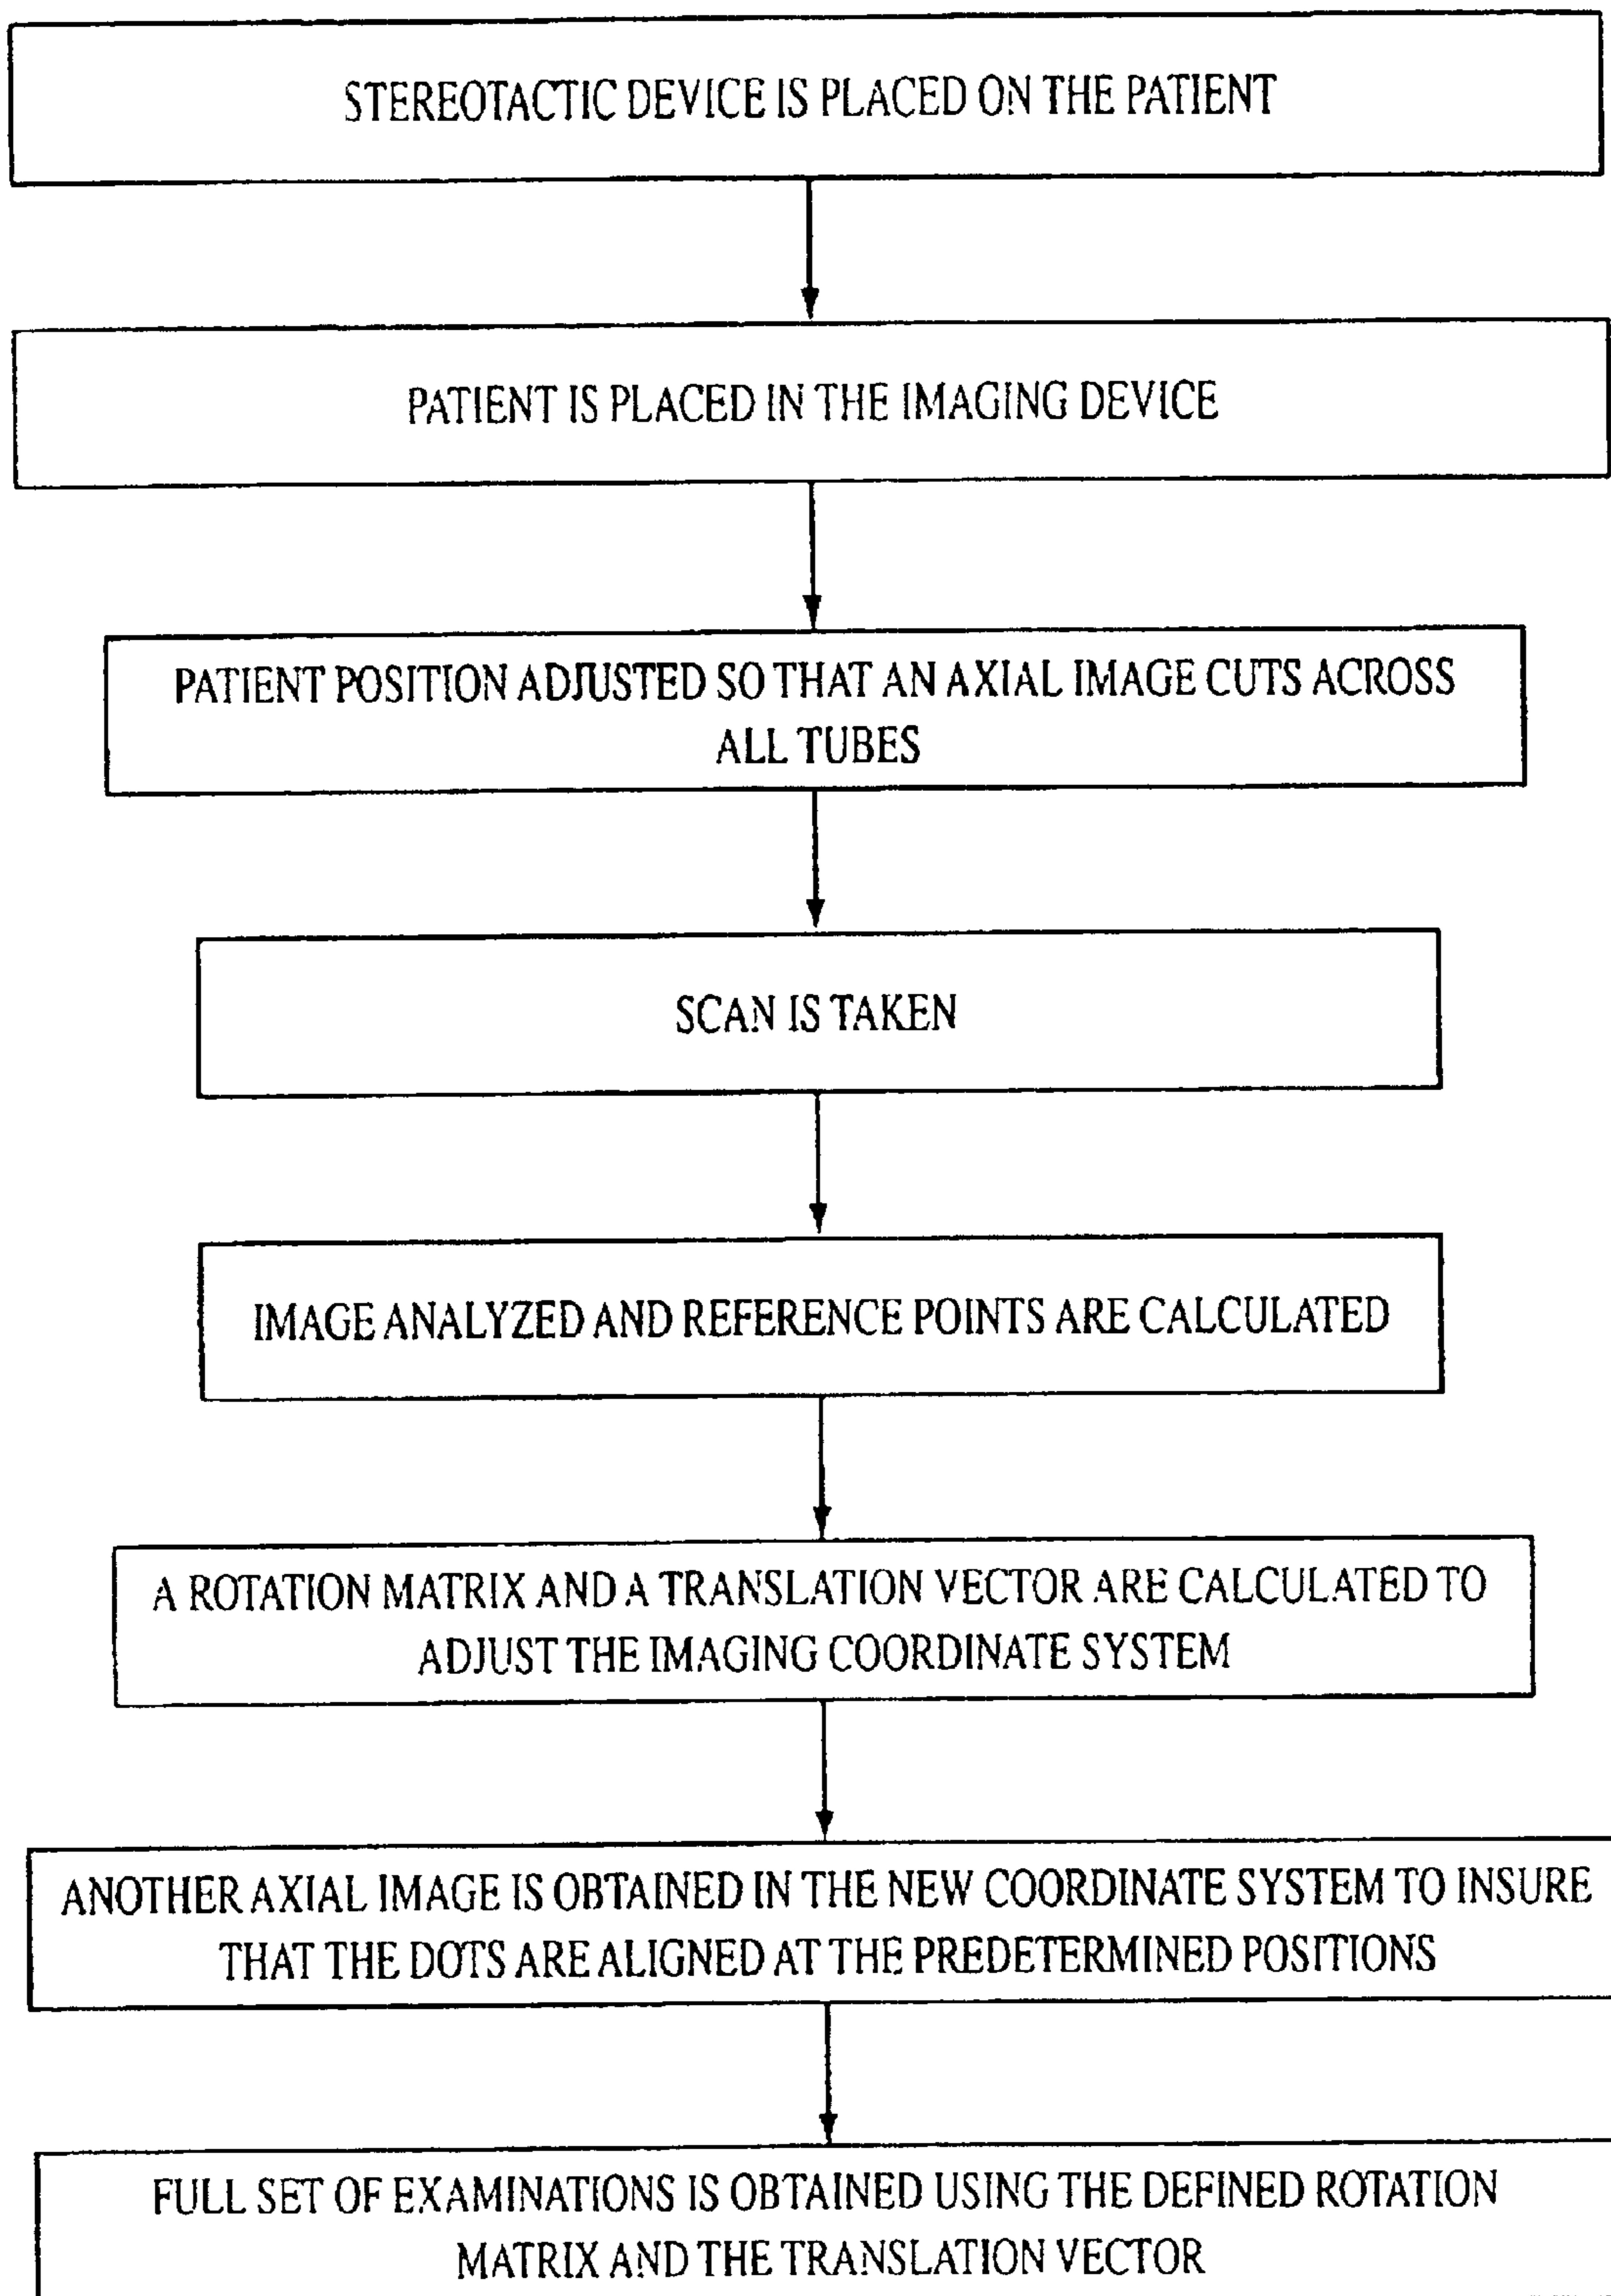 STEREOTACTIC DEVICE IS PLACED ON THE PATIENT
PATIENT IS PLACED IN THE IMAGING DEVICE
PATIENT POSITION ADJUSTED SO THAT AN AXIAL IMAGE CUTS ACROSS
ALL TUBES
SCAN IS TAKEN
IMAGE ANALYZED AND REFERENCE POINTS ARE CALCULATED
A ROTATION MATRIX AND A TRANSLATION VECTOR ARE CALCULATED TO
ADJUST THE IMAGING COORDINATE SYSTEM
ANOTHER AXIAL IMAGE IS OBTAINED IN THE NEW COORDINATE SYSTEM TO INSURE
THAT THE DOTS ARE ALIGNED AT THE PREDETERMINED POSITIONS
FULL SET OF EXAMINATIONS IS OBTAINED USING THE DEFINED ROTATION
MATRIX AND THE TRANSLATION VECTOR